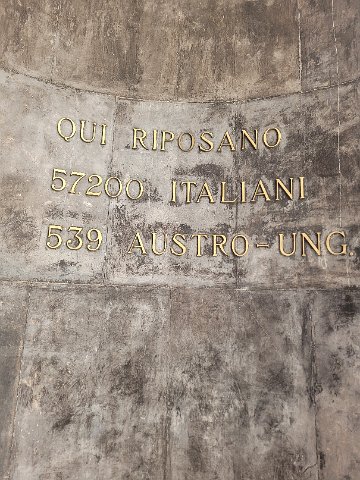 QUI RIPOSANO
57200 ITALIANI
539 AUSTRO-UNG.